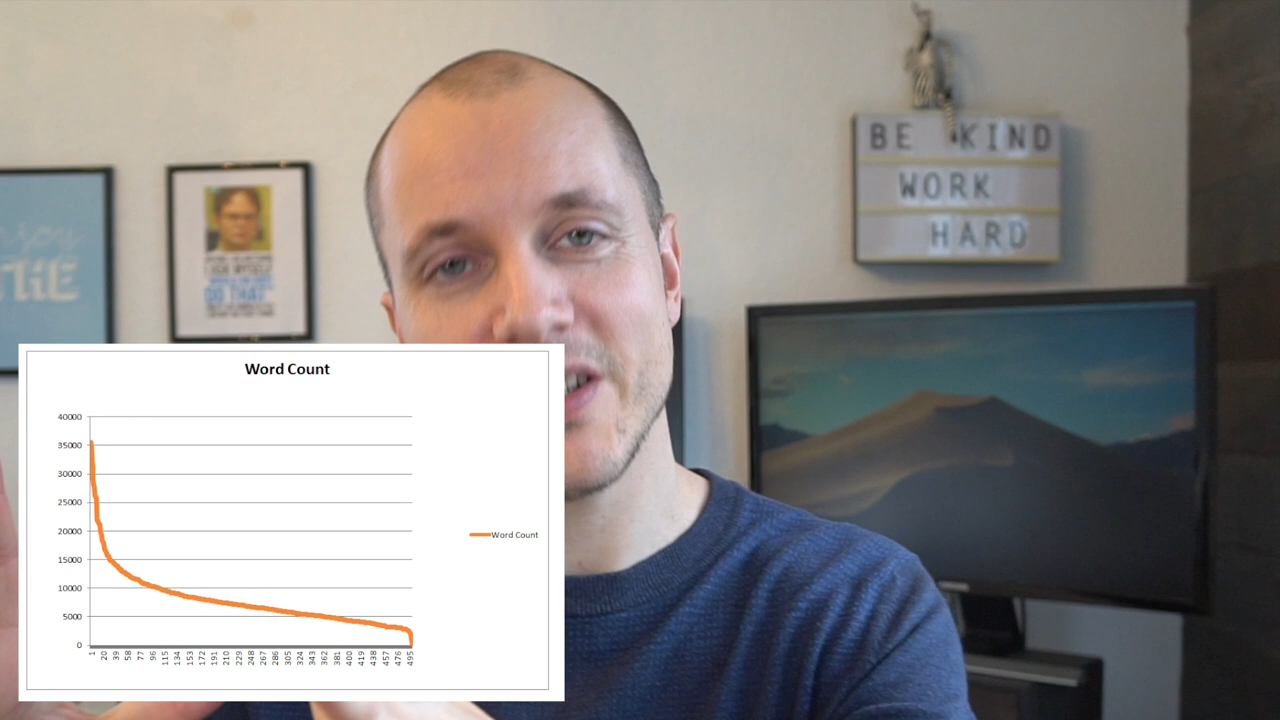 BE KIND
WORK
HARD
DO THAT
Word Count
40000
35000
30000
25000
20000
15000
10000
5000
0
Word Count
1 20 39 58 77 96 115 134 153 172 191 210 229 248 267 286 305 324 343 362 381 400 419 438 457 476 495